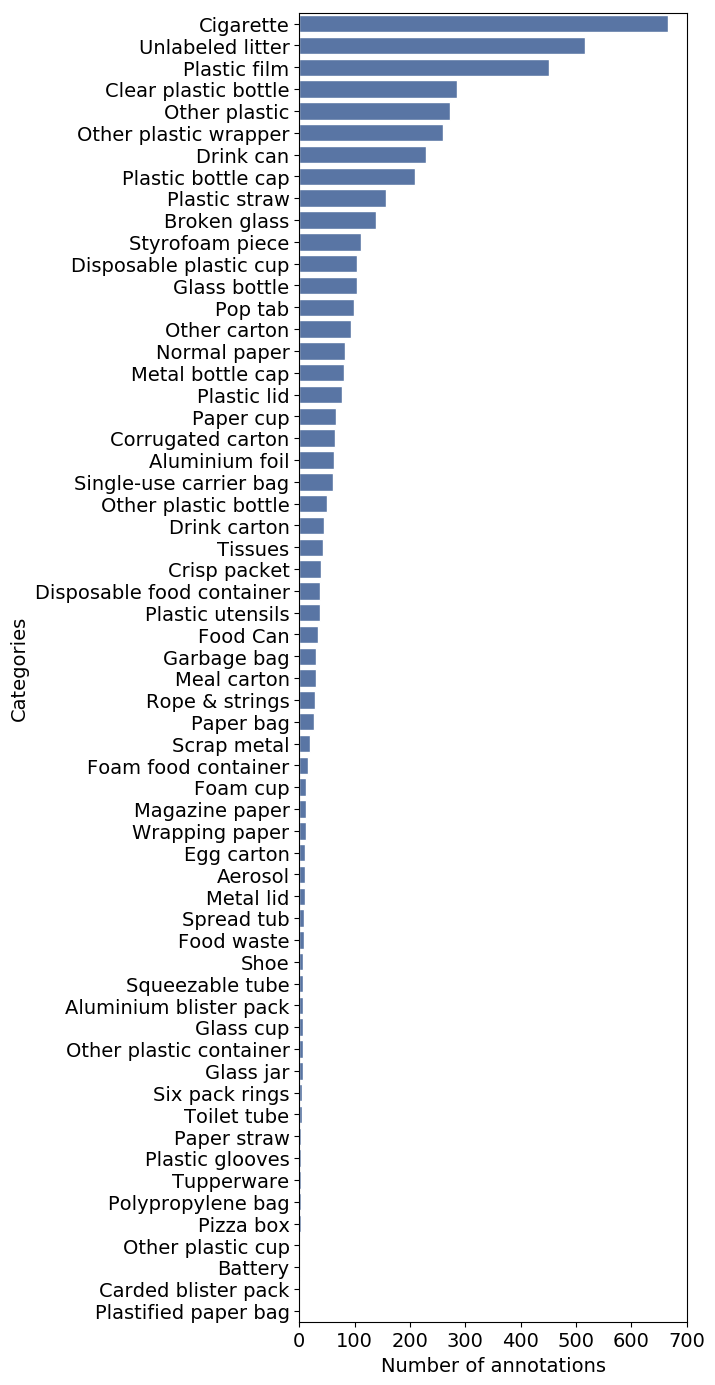 Cigarette
Unlabeled litter
Plastic film
Clear plastic bottle
Other plastic
Other plastic wrapper
Drink can
Plastic bottle cap
Plastic straw
Broken glass
Styrofoam piece
Disposable plastic cup
Glass bottle
Pop tab
Other carton
Normal paper
Metal bottle cap
Plastic lid
Paper cup
Corrugated carton
Aluminium foil
Single-use carrier bag
Other plastic bottle
Drink carton
Tissues
Crisp packet
Disposable food container
Plastic utensils
Food Can
Garbage bag
Meal carton
Rope & strings
Paper bag
Scrap metal
Foam food container
Foam cup
Magazine paper
Wrapping paper
Egg carton
Aerosol
Metal lid
Spread tub
Food waste
Shoe
Squeezable tube
Aluminium blister pack
Glass cup
Other plastic container
Glass jar
Six pack rings
Toilet tube
Paper straw
Plastic glooves
Tupperware
Polypropylene bag
Pizza box
Other plastic cup
Battery
Carded blister pack
Plastified paper bag
Categories
0 100 200 300 400 500 600 700
Number of annotations